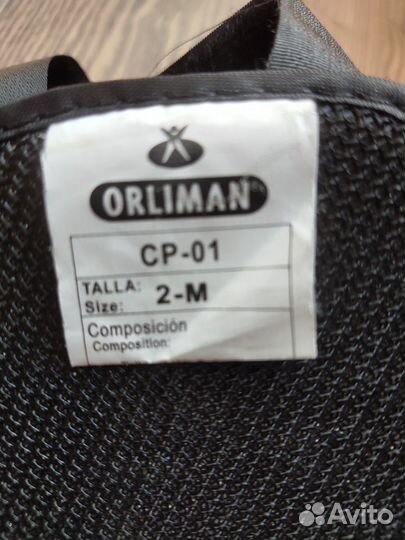 ORLIMAN
CP-01
TALLA:
Size: 2-M
Composición
Composition:
Avito